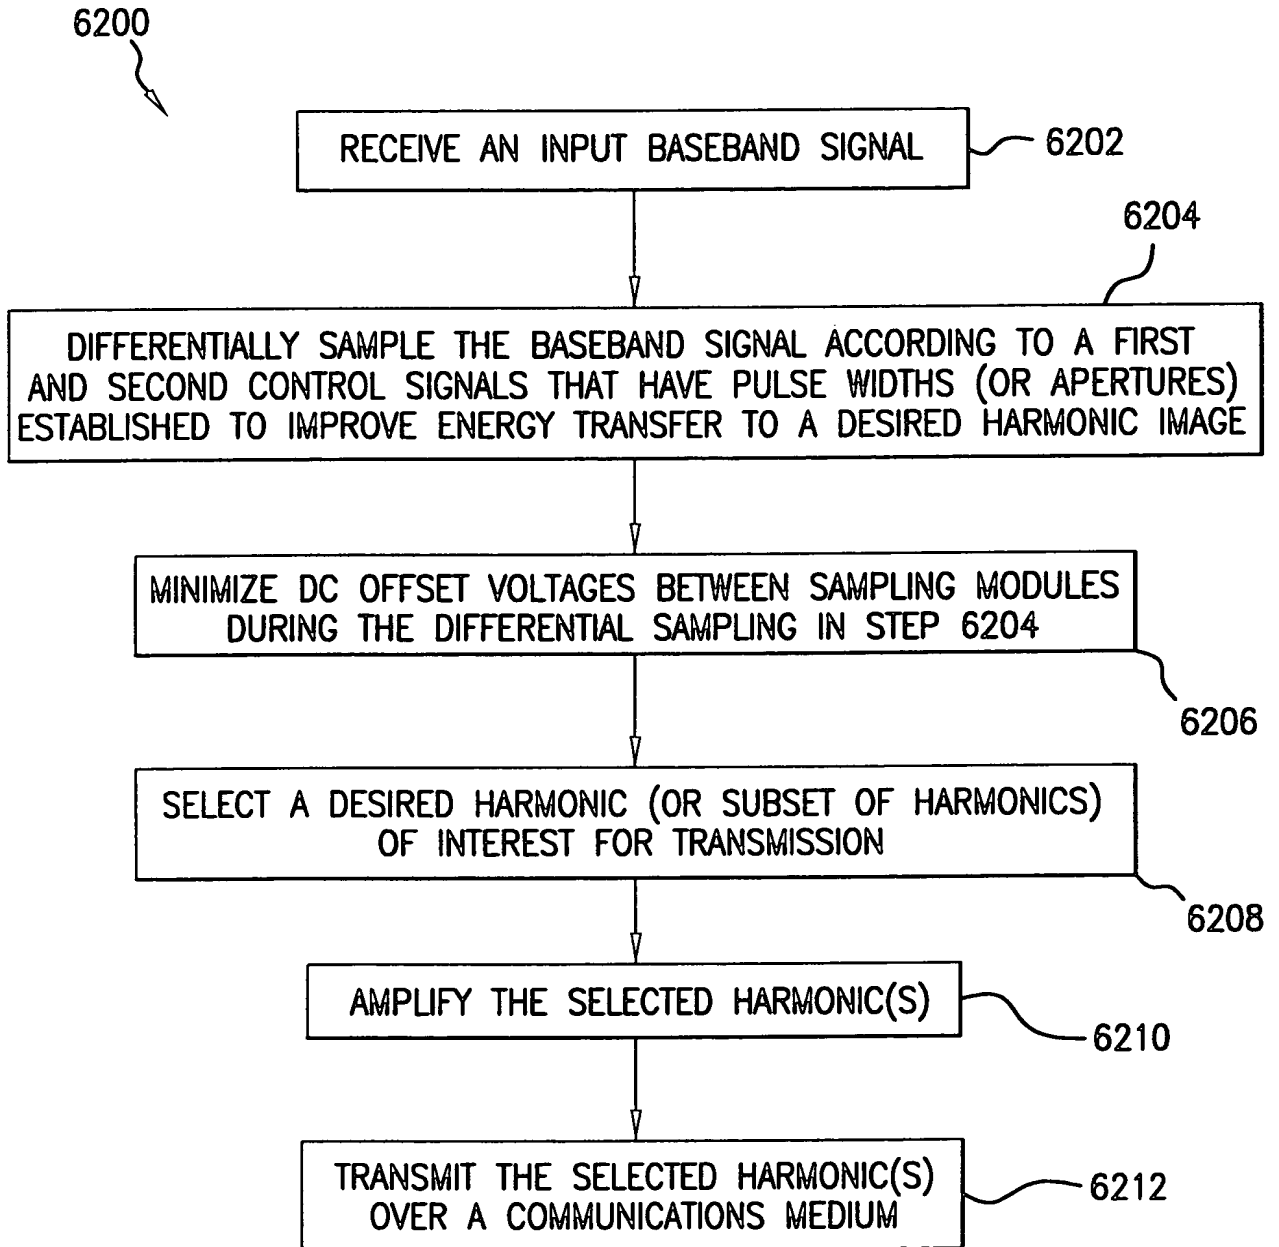 6200
RECEIVE AN INPUT BASEBAND SIGNAL
6202
6204
DIFFERENTIALLY SAMPLE THE BASEBAND SIGNAL ACCORDING TO A FIRST
AND SECOND CONTROL SIGNALS THAT HAVE PULSE WIDTHS (OR APERTURES)
ESTABLISHED TO IMPROVE ENERGY TRANSFER TO A DESIRED HARMONIC IMAGE
MINIMIZE DC OFFSET VOLTAGES BETWEEN SAMPLING MODULES
DURING THE DIFFERENTIAL SAMPLING IN STEP 6204
6206
SELECT A DESIRED HARMONIC (OR SUBSET OF HARMONICS)
OF INTEREST FOR TRANSMISSION
6208
AMPLIFY THE SELECTED HARMONIC(S)
6210
TRANSMIT THE SELECTED HARMONIC(S)
OVER A COMMUNICATIONS MEDIUM
6212